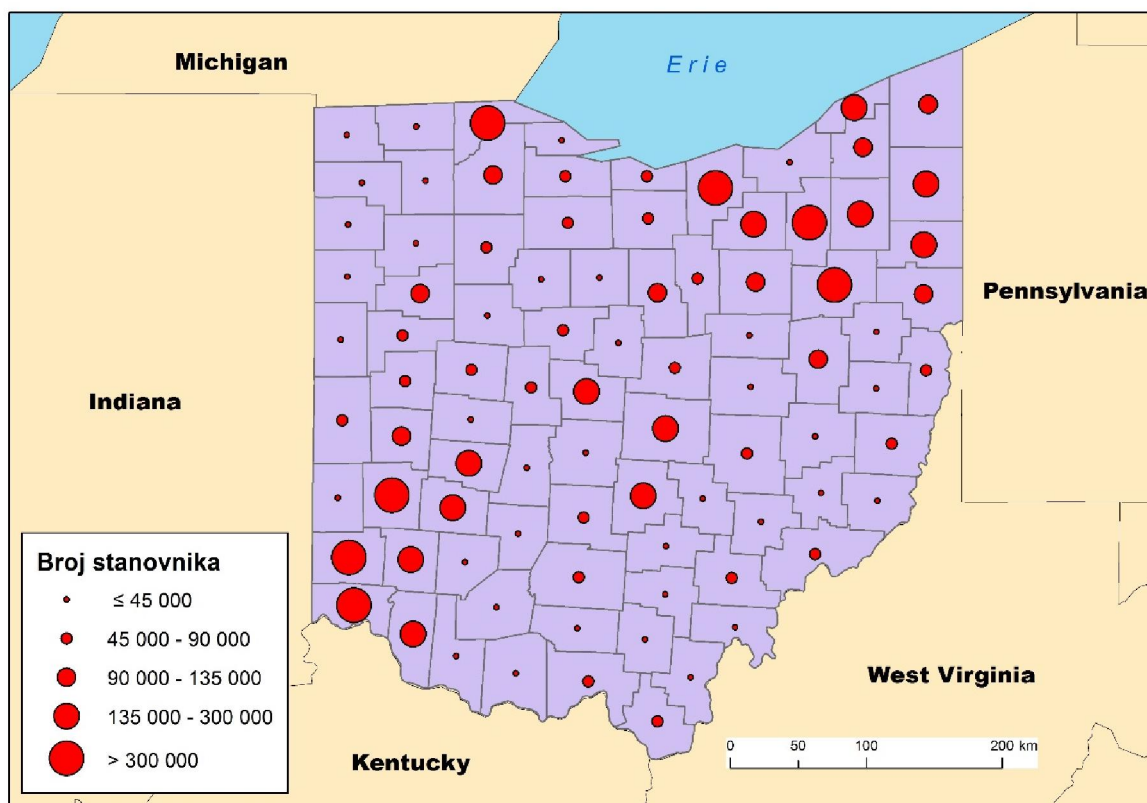 Michigan
Erie
Pennsylvania
Indiana
Broj stanovnika
≤ 45 000
45 000 - 90 000
90 000 - 135 000
135 000 - 300 000
> 300 000
West Virginia
Kentucky
0 50 100 200 km